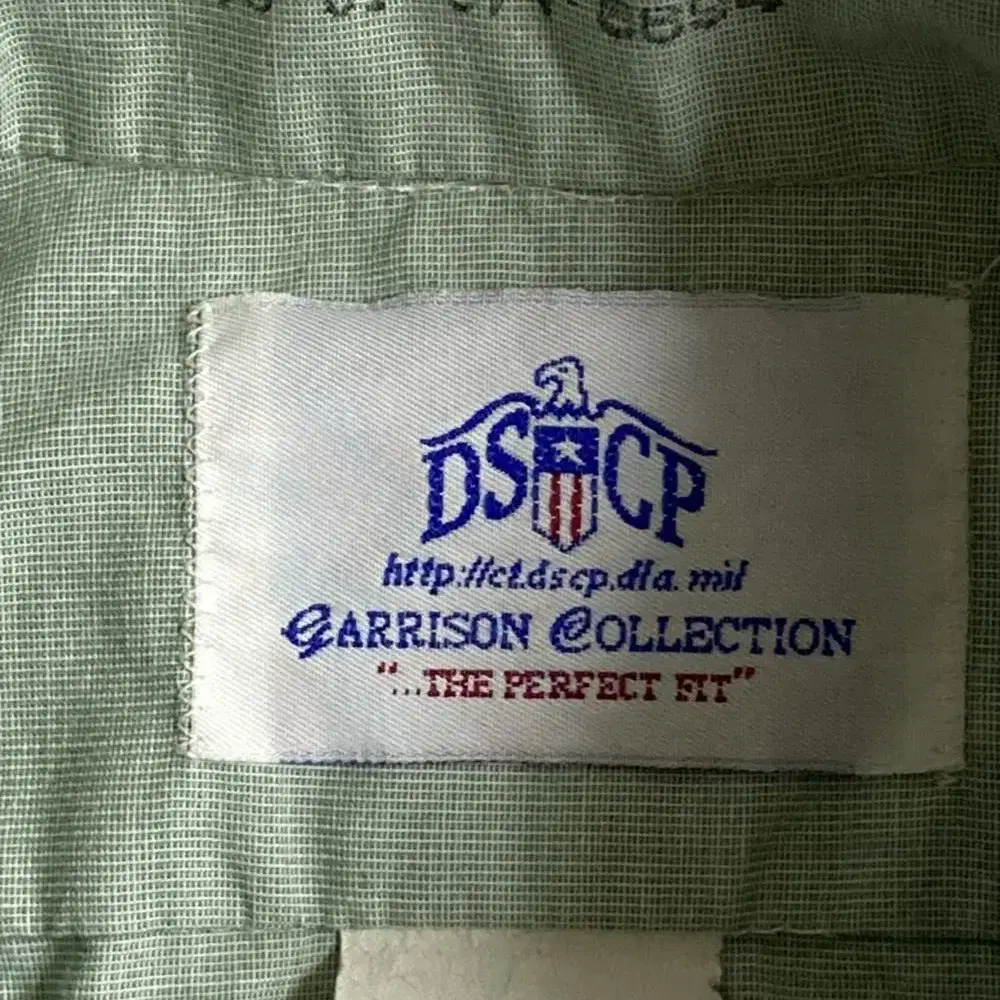 DSCP
http://ct.dscp.dla.mil
GARRISON COLLECTION
"...THE PERFECT FIT"